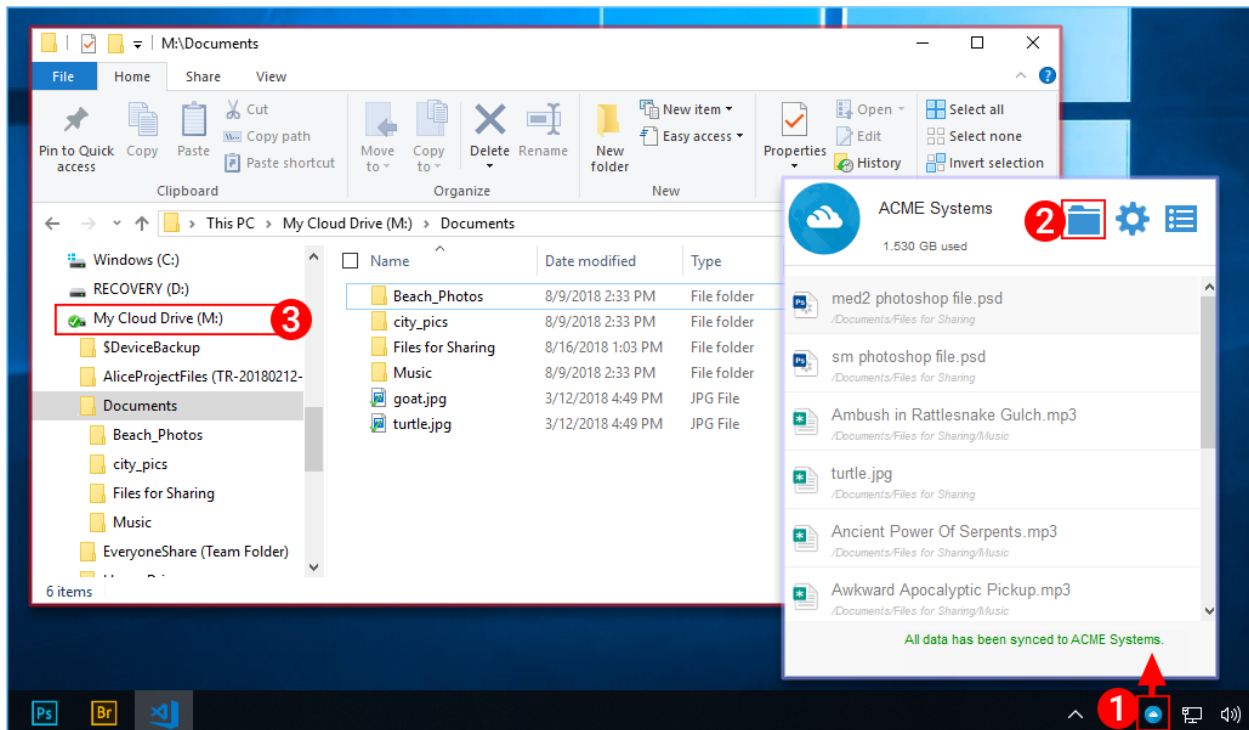 M:\Documents
File Home Share View
Pin to Quick access
Copy
Paste
Cut
Copy path
Paste shortcut
Clipboard
Move to
Copy to
Delete
Rename
Organize
New folder
New item
Easy access
New
Properties
Open
Edit
History
Select all
Select none
Invert selection
This PC > My Cloud Drive (M:) > Documents
Windows (C:)
RECOVERY (D:)
My Cloud Drive (M:)
3
$DeviceBackup
AliceProjectFiles (TR-20180212-
Documents
Beach_Photos
city_pics
Files for Sharing
Music
EveryoneShare (Team Folder)
Name Date modified Type
Beach_Photos 8/9/2018 2:33 PM File folder
city_pics 8/9/2018 2:33 PM File folder
Files for Sharing 8/16/2018 1:03 PM File folder
Music 8/9/2018 2:33 PM File folder
goat.jpg 3/12/2018 4:49 PM JPG File
turtle.jpg 3/12/2018 4:49 PM JPG File
6 items
ACME Systems
1.530 GB used
2
med2 photoshop file.psd
/Documents/Files for Sharing
sm photoshop file.psd
/Documents/Files for Sharing
Ambush in Rattlesnake Gulch.mp3
/Documents/Files for Sharing/Music
turtle.jpg
/Documents/Files for Sharing
Ancient Power Of Serpents.mp3
/Documents/Files for Sharing/Music
Awkward Apocalyptic Pickup.mp3
/Documents/Files for Sharing/Music
All data has been synced to ACME Systems.
Ps
Br
1